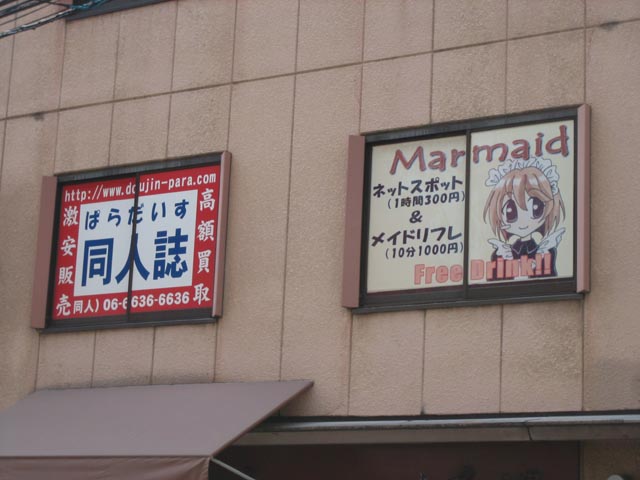 http://www.doujin-para.com
激安販売
ぱらだいす
同人誌
高額買取
同人) 06-6636-6636
Marmaid
ネットスポット
(1時間300円)
&
メイドリフレ
(10分1000円)
Free Drink!!